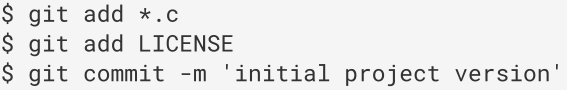 $ git add *.c
$ git add LICENSE
$ git commit -m 'initial project version'